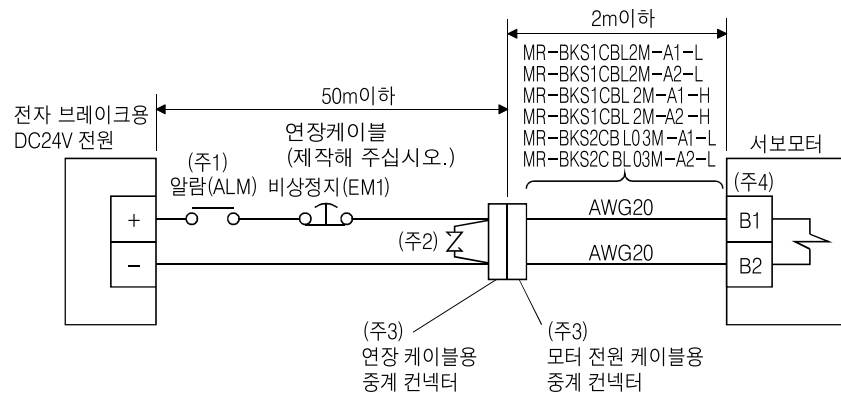 2m이하
MR-BKS1CBL2M-A1-L
MR-BKS1CBL2M-A2-L
MR-BKS1CBL 2M-A1-H
MR-BKS1CBL 2M-A2-H
MR-BKS2CB L03M-A1-L
MR-BKS2C BL 03M-A2-L
50m이하
전자 브레이크용
DC24V 전원
연장케이블
(제작해 주십시오.)
서보모터
(주1)
알람(ALM)
비상정지(EM1)
(주4)
+
AWG20
B1
(주2)
−
AWG20
B2
(주3)
연장 케이블용
중계 컨넥터
(주3)
모터 전원 케이블용
중계 컨넥터